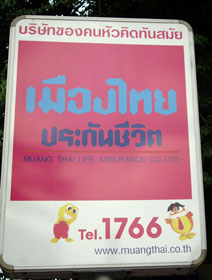 บริษัทของคนหัวคิดทันสมัย
เมืองไทย
ประกันชีวิต
MUANG THAI LIFE ASSURANCE CO.,LTD.
Tel.1766
www.muangthai.co.th